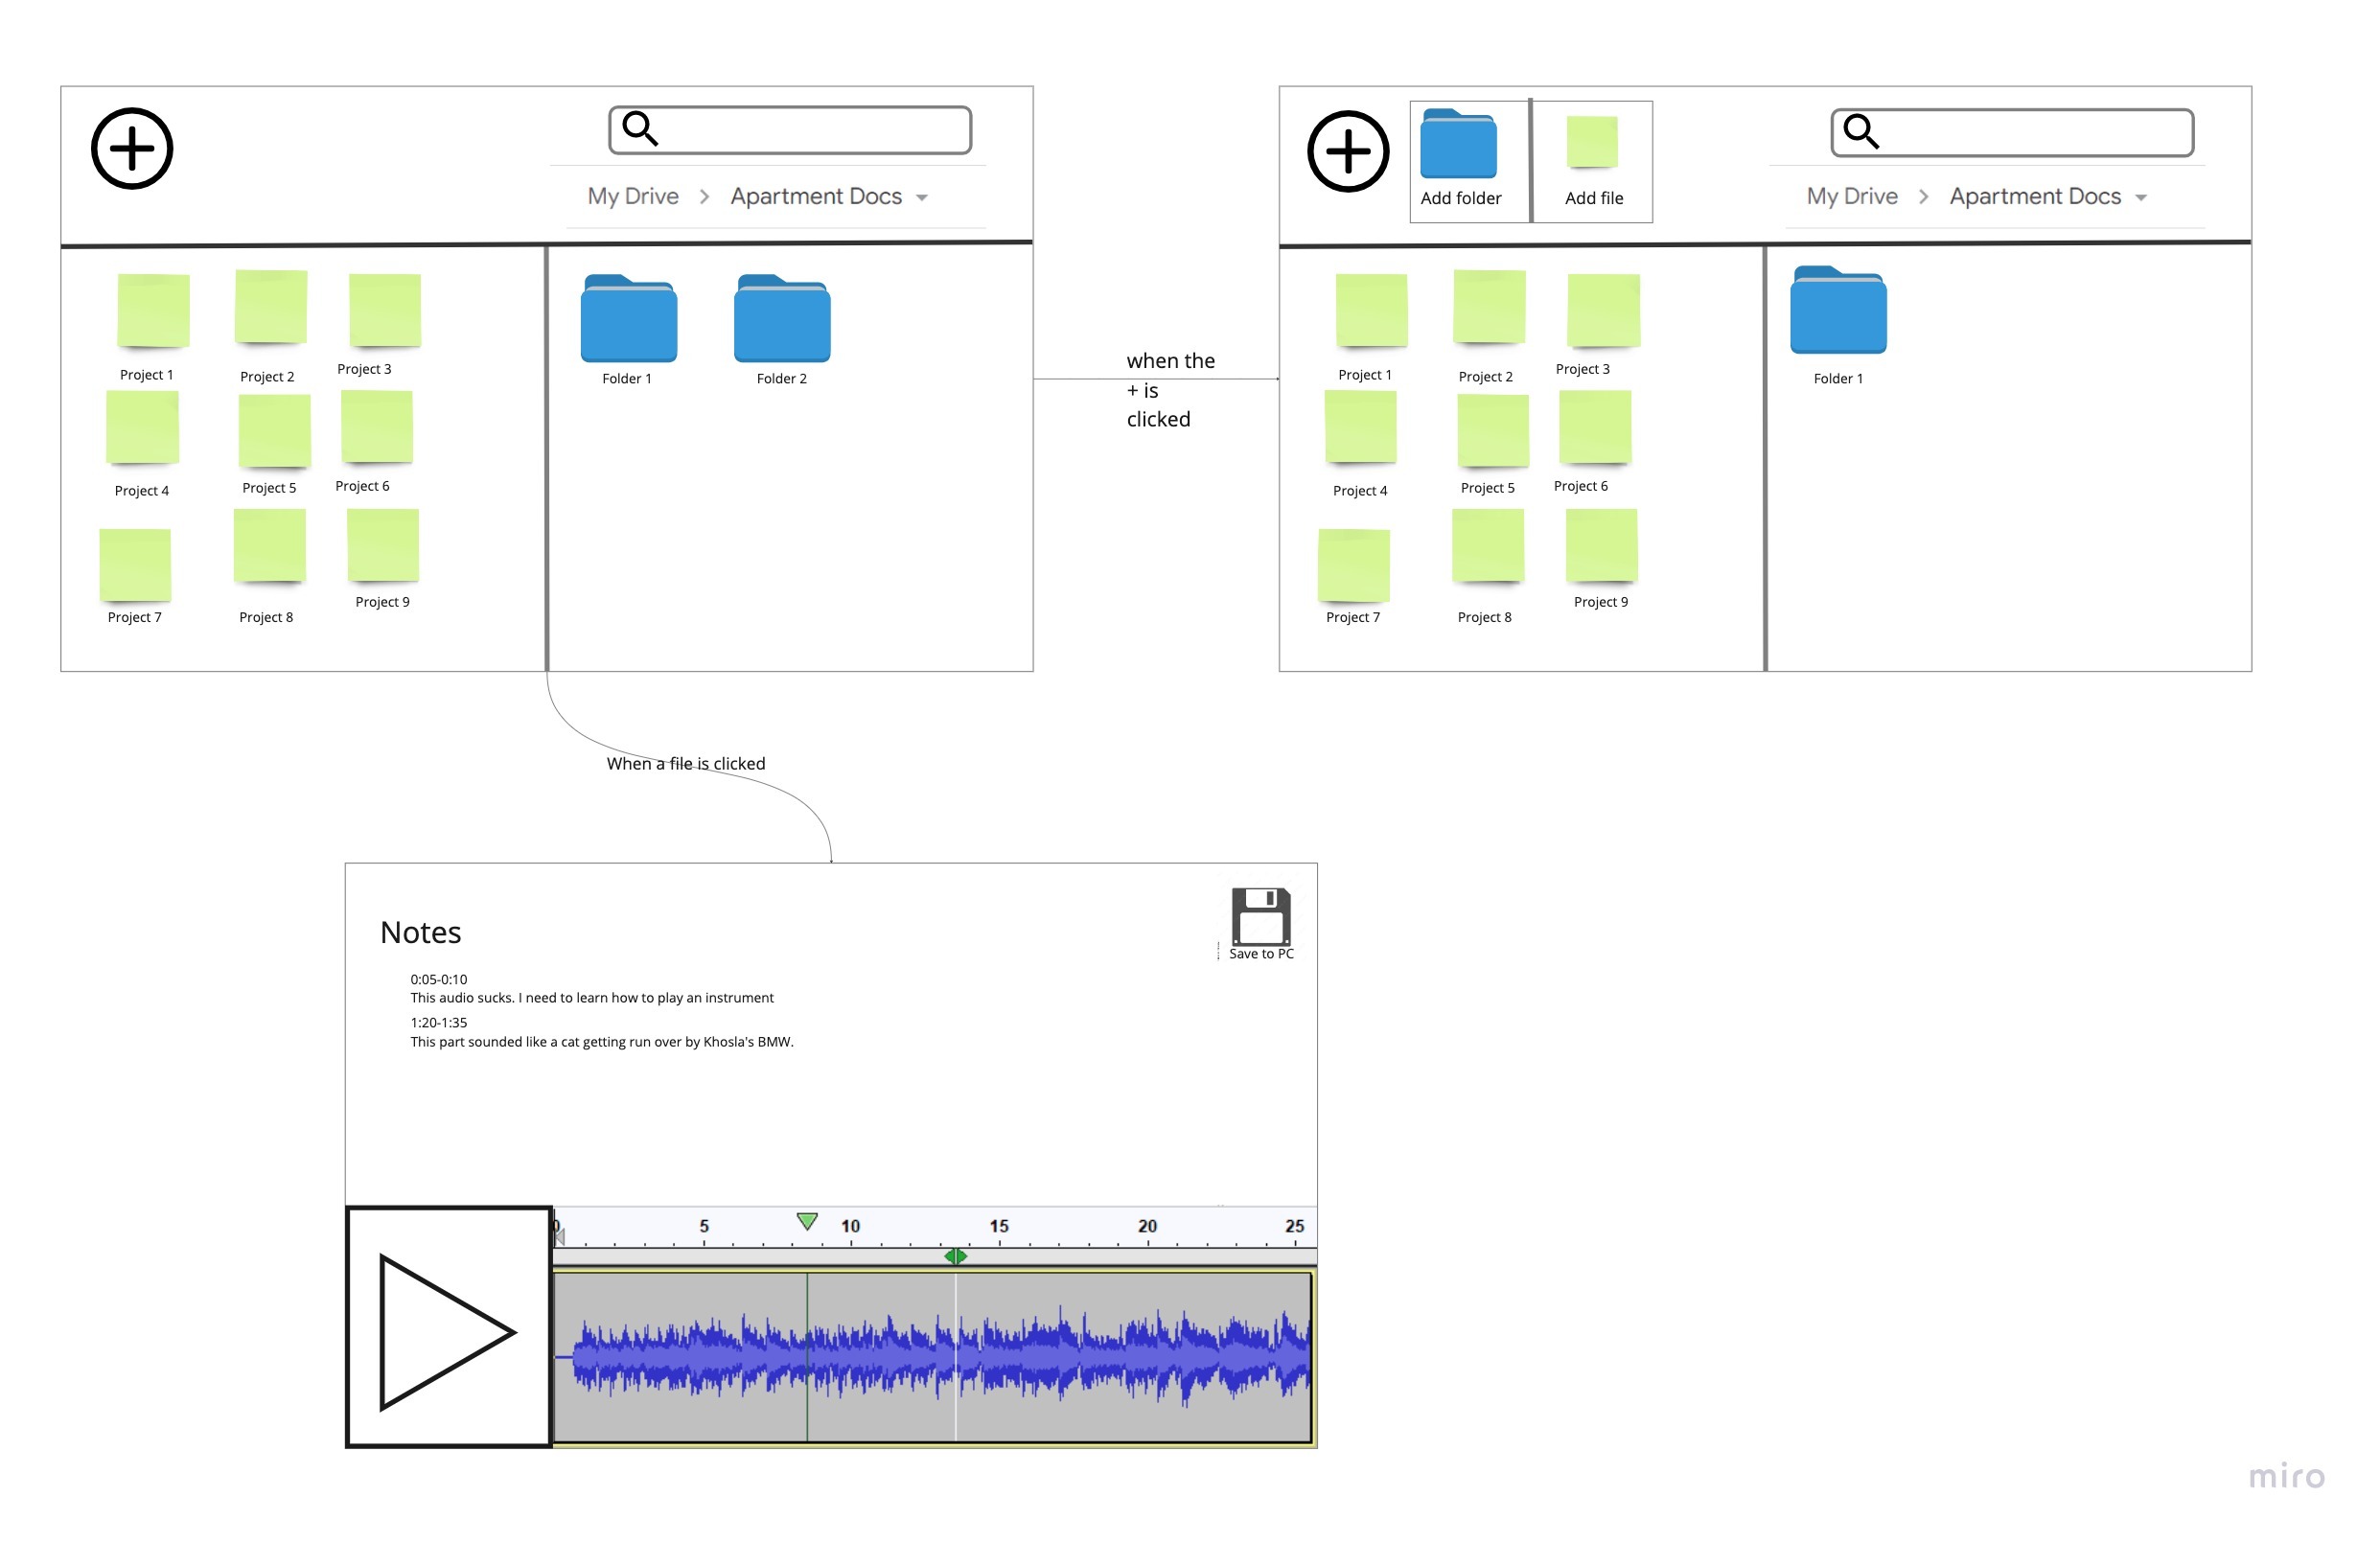 My Drive > Apartment Docs
Project 1
Project 2
Project 3
Project 4
Project 5
Project 6
Project 7
Project 8
Project 9
Folder 1
Folder 2
when the
+ is
clicked
Add folder
Add file
My Drive > Apartment Docs
Project 1
Project 2
Project 3
Project 4
Project 5
Project 6
Project 7
Project 8
Project 9
Folder 1
When a file is clicked
Notes
Save to PC
0:05-0:10
This audio sucks. I need to learn how to play an instrument
1:20-1:35
This part sounded like a cat getting run over by Khosla's BMW.
0 5 10 15 20 25
miro